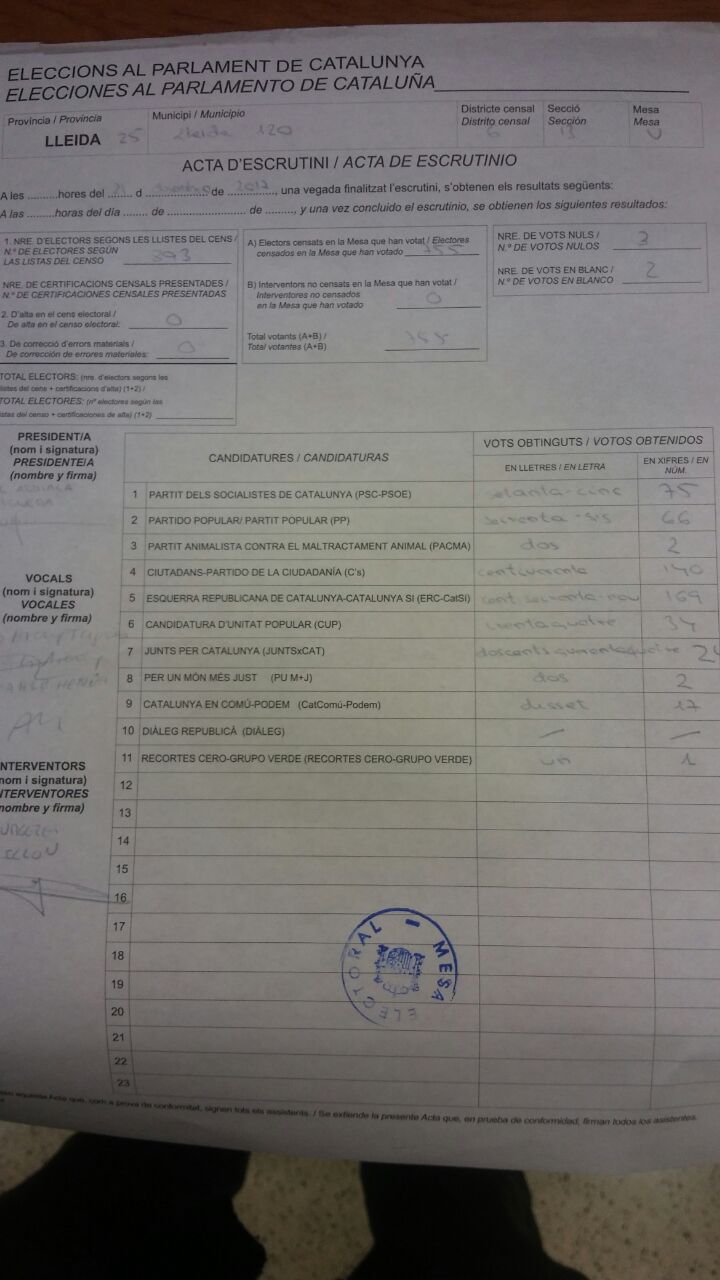 ELECCIONS AL PARLAMENT DE CATALUNYA
ELECCIONES AL PARLAMENTO DE CATALUÑA
Província / Provincia
LLEIDA 25
Municipi / Municipio
Lleida 120
Districte censal
Distrito censal
6
Secció
Sección
13
Mesa
Mesa
U
ACTA D'ESCRUTINI / ACTA DE ESCRUTINIO
A les .........hores del 21 d de 2017, una vegada finalitzat l'escrutini, s'obtenen els resultats següents:
A las .........horas del día ....... de ........................... de ........, y una vez concluido el escrutinio, se obtienen los siguientes resultados:
1. NRE. D'ELECTORS SEGONS LES LLISTES DEL CENS /
N.º DE ELECTORES SEGÚN
LAS LISTAS DEL CENSO
NRE. DE CERTIFICACIONS CENSALS PRESENTADES /
N.º DE CERTIFICACIONES CENSALES PRESENTADAS
2. D'alta en el cens electoral /
De alta en el censo electoral: 0
3. De correcció d'errors materials /
De corrección de errores materiales: 0
TOTAL ELECTORS: (nre. d'electors segons les
llistes del cens + certificacions d'alta) (1+2) /
TOTAL ELECTORES: (nº electores según las
listas del censo + certificaciones de alta) (1+2)
A) Electors censats en la Mesa que han votat / Electores
censados en la Mesa que han votado 755
B) Interventors no censats en la Mesa que han votat /
Interventores no censados
en la Mesa que han votado 0
Total votants (A+B) /
Total votantes (A+B) 755
NRE. DE VOTS NULS /
N.º DE VOTOS NULOS 3
NRE. DE VOTS EN BLANC /
N.º DE VOTOS EN BLANCO 2
PRESIDENT/A
(nom i signatura)
PRESIDENTE/A
(nombre y firma)
VOCALS
(nom i signatura)
VOCALES
(nombre y firma)
INTERVENTORS
(nom i signatura)
INTERVENTORES
(nombre y firma)
CANDIDATURES / CANDIDATURAS
VOTS OBTINGUTS / VOTOS OBTENIDOS
EN LLETRES / EN LETRA
EN XIFRES / EN NÚM.
1 PARTIT DELS SOCIALISTES DE CATALUNYA (PSC-PSOE) setanta-cinc 75
2 PARTIDO POPULAR/ PARTIT POPULAR (PP) seixanta-sis 66
3 PARTIT ANIMALISTA CONTRA EL MALTRACTAMENT ANIMAL (PACMA) dos 2
4 CIUTADANS-PARTIDO DE LA CIUDADANÍA (C's) 140
5 ESQUERRA REPUBLICANA DE CATALUNYA-CATALUNYA SÍ (ERC-CatSí) cent seixanta-nou 169
6 CANDIDATURA D'UNITAT POPULAR (CUP) 34
7 JUNTS PER CATALUNYA (JUNTSxCAT) 24
8 PER UN MÓN MÉS JUST (PU M+J) dos 2
9 CATALUNYA EN COMÚ-PODEM (CatComú-Podem) disset 17
10 DIÀLEG REPUBLICÀ (DIÀLEG) — —
11 RECORTES CERO-GRUPO VERDE (RECORTES CERO-GRUPO VERDE) un 1
12
13
14
15
16
17
18
19
20
21
22
23
MESA ELECTORAL
aquesta Acta que, com a prova de conformitat, signen tots els assistents. / Se extiende la presente Acta que, en prueba de conformidad, firman todos los asistentes.